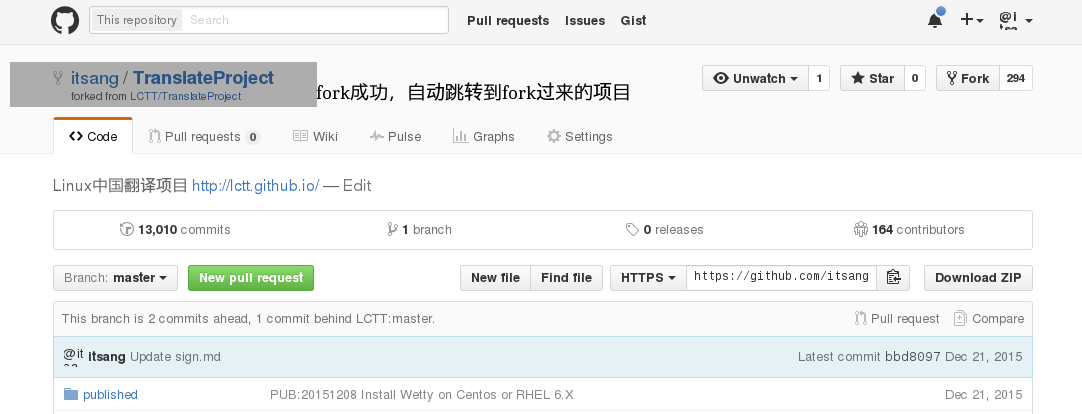 This repository Search Pull requests Issues Gist @i
itsang / TranslateProject Unwatch 1 Star 0 Fork 294
forked from LCTT/TranslateProject
fork成功，自动跳转到fork过来的项目
Code Pull requests 0 Wiki Pulse Graphs Settings
Linux中国翻译项目 http://lctt.github.io/ — Edit
13,010 commits 1 branch 0 releases 164 contributors
Branch: master New pull request New file Find file HTTPS https://github.com/itsang Download ZIP
This branch is 2 commits ahead, 1 commit behind LCTT:master. Pull request Compare
@it itsang Update sign.md Latest commit bbd8097 Dec 21, 2015
published PUB:20151208 Install Wetty on Centos or RHEL 6.X Dec 21, 2015